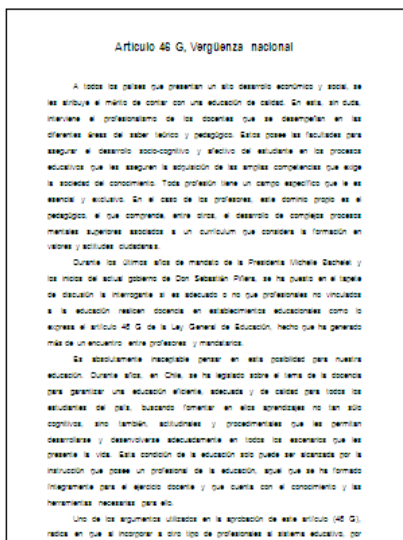 Artículo 46 G, Vergüenza nacional
A todos los países que presentan un alto desarrollo económico y social, se
les atribuye el mérito de contar con una educación de calidad. En esta, sin duda,
interviene el profesionalismo de los docentes que se desempeñan en las
diferentes áreas del saber teórico y pedagógico. Estos posee las facultades para
asegurar el desarrollo socio-cognitivo y afectivo del estudiante en los procesos
educativos que les aseguren la adquisición de las amplias competencias que exige
la sociedad del conocimiento. Toda profesión tiene un campo específico que le es
esencial y exclusivo. En el caso de los profesores, este dominio propio es el
pedagógico, el que comprende, entre otros, el desarrollo de complejos procesos
mentales superiores asociados a un curriculum que considera la formación en
valores y actitudes ciudadanas.
Durante los últimos años de mandato de la Presidenta Michelle Bachelet y
los inicios del actual gobierno de Don Sebastián Piñera, se ha puesto en el tapete
de discusión la interrogante si es adecuado o no que profesionales no vinculados
a la educación realicen docencia en establecimientos educacionales como lo
expresa el artículo 46 G de la Ley General de Educación, hecho que ha generado
más de un encuentro entre profesores y mandatarios.
Es absolutamente inaceptable pensar en esta posibilidad para nuestra
educación. Durante años, en Chile, se ha legislado sobre el tema de la docencia
para garantizar una educación eficiente, adecuada y de calidad para todos los
estudiantes del país, buscando fomentar en ellos aprendizajes no tan sólo
cognitivos, sino también, actitudinales y procedimentales que les permitan
desarrollarse y desenvolverse adecuadamente en todos los escenarios que les
presente la vida. Esta condición de la educación solo puede ser alcanzada por la
instrucción que posee un profesional de la educación, aquel que se ha formado
íntegramente para el ejercicio docente y que cuenta con el conocimiento y las
herramientas necesarias para ello.
Uno de los argumentos utilizados en la aprobación de este artículo (46 G),
radica en que al incorporar a otro tipo de profesionales al sistema educativo, por